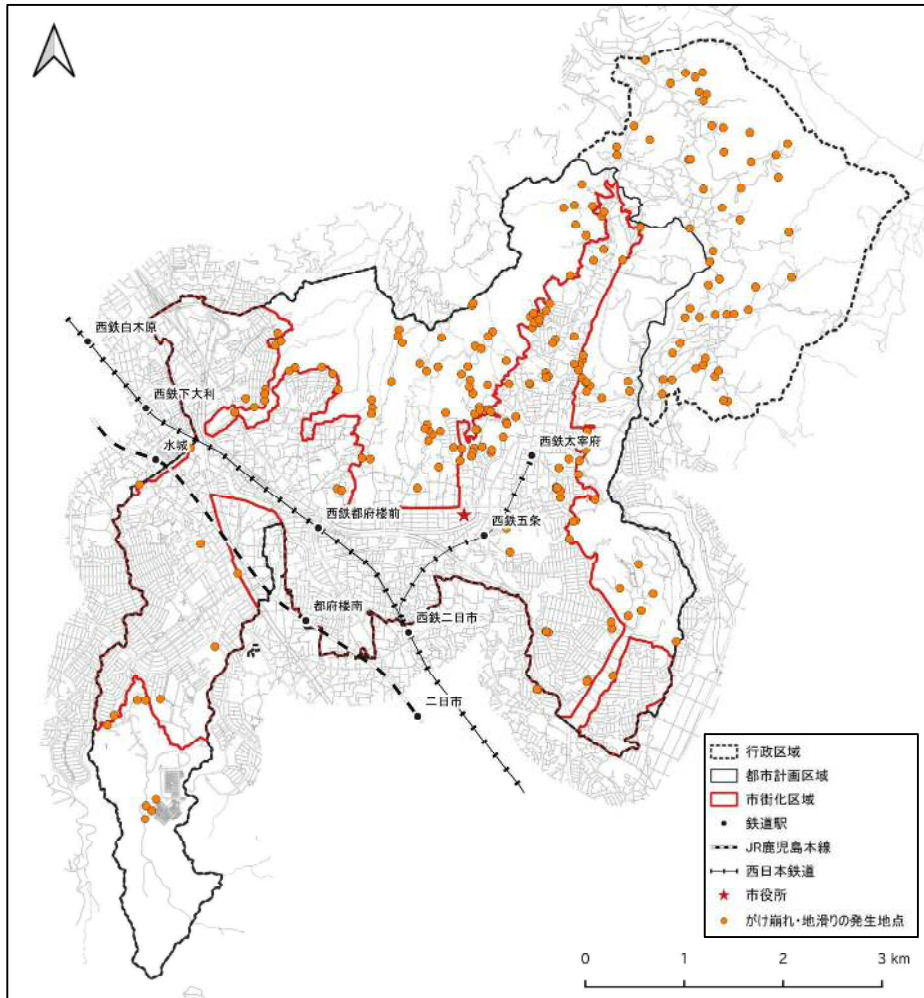 西鉄白木原
西鉄下大利
水城
西鉄太宰府
西鉄都府楼前
西鉄五条
都府楼南
西鉄二日市
二日市
行政区域
都市計画区域
市街化区域
鉄道駅
JR鹿児島本線
西日本鉄道
市役所
がけ崩れ・地滑りの発生地点
0 1 2 3 km